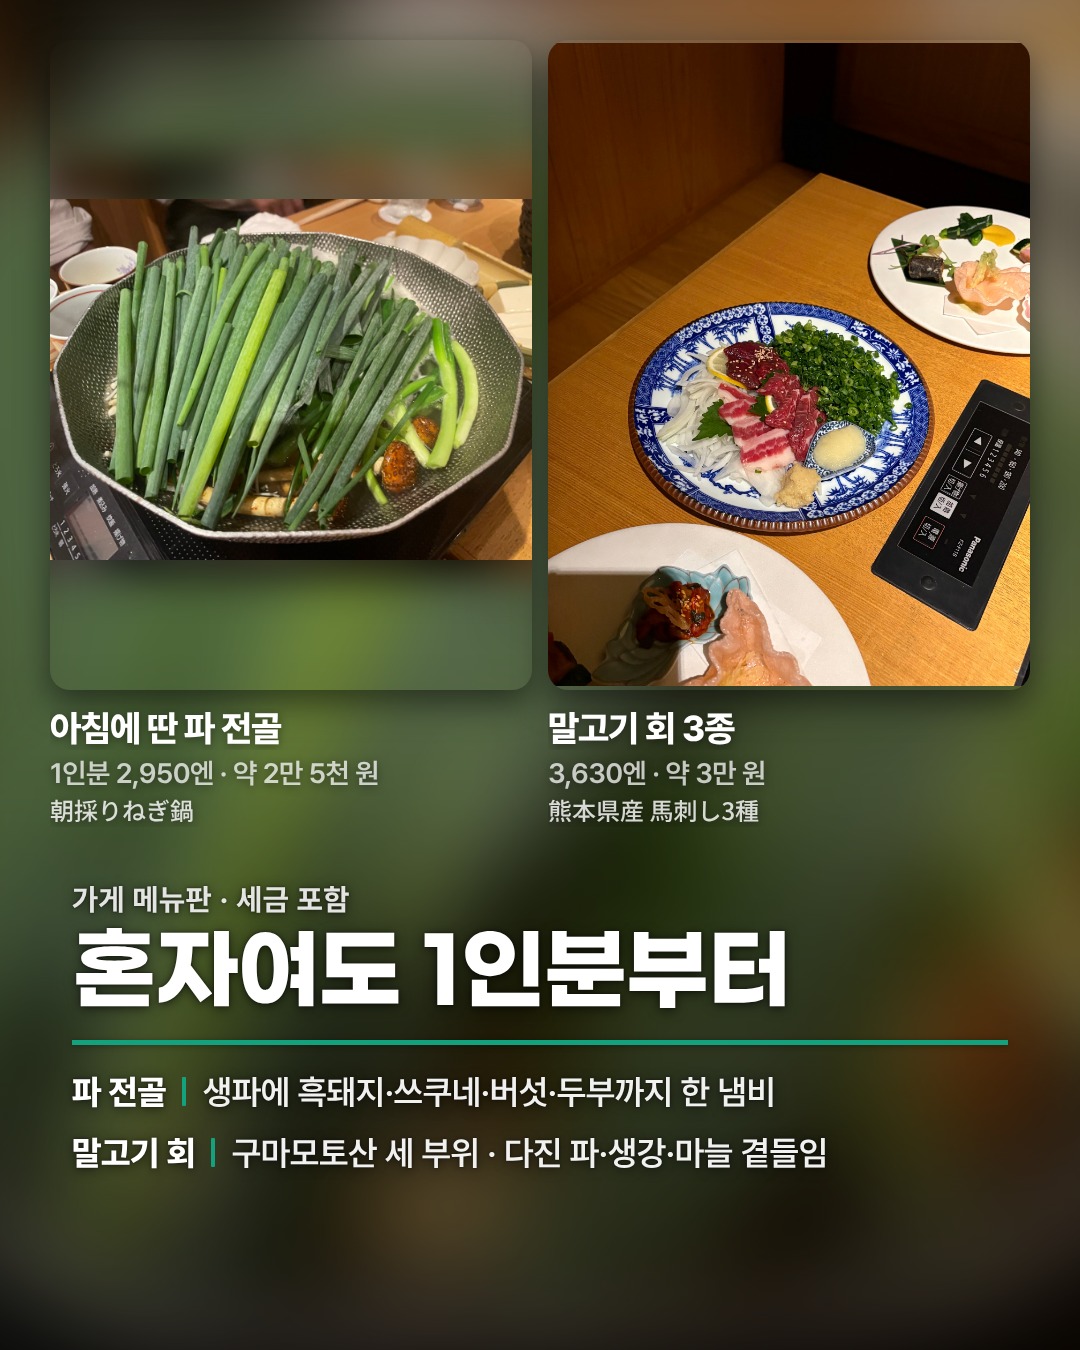 아침에 딴 파 전골
1인분 2,950엔 · 약 2만 5천 원
朝採りねぎ鍋
말고기 회 3종
3,630엔 · 약 3만 원
熊本県産 馬刺し3種
Panasonic
가게 메뉴판 · 세금 포함
혼자여도 1인분부터
파 전골 | 생파에 흑돼지·쓰쿠네·버섯·두부까지 한 냄비
말고기 회 | 구마모토산 세 부위 · 다진 파·생강·마늘 곁들임